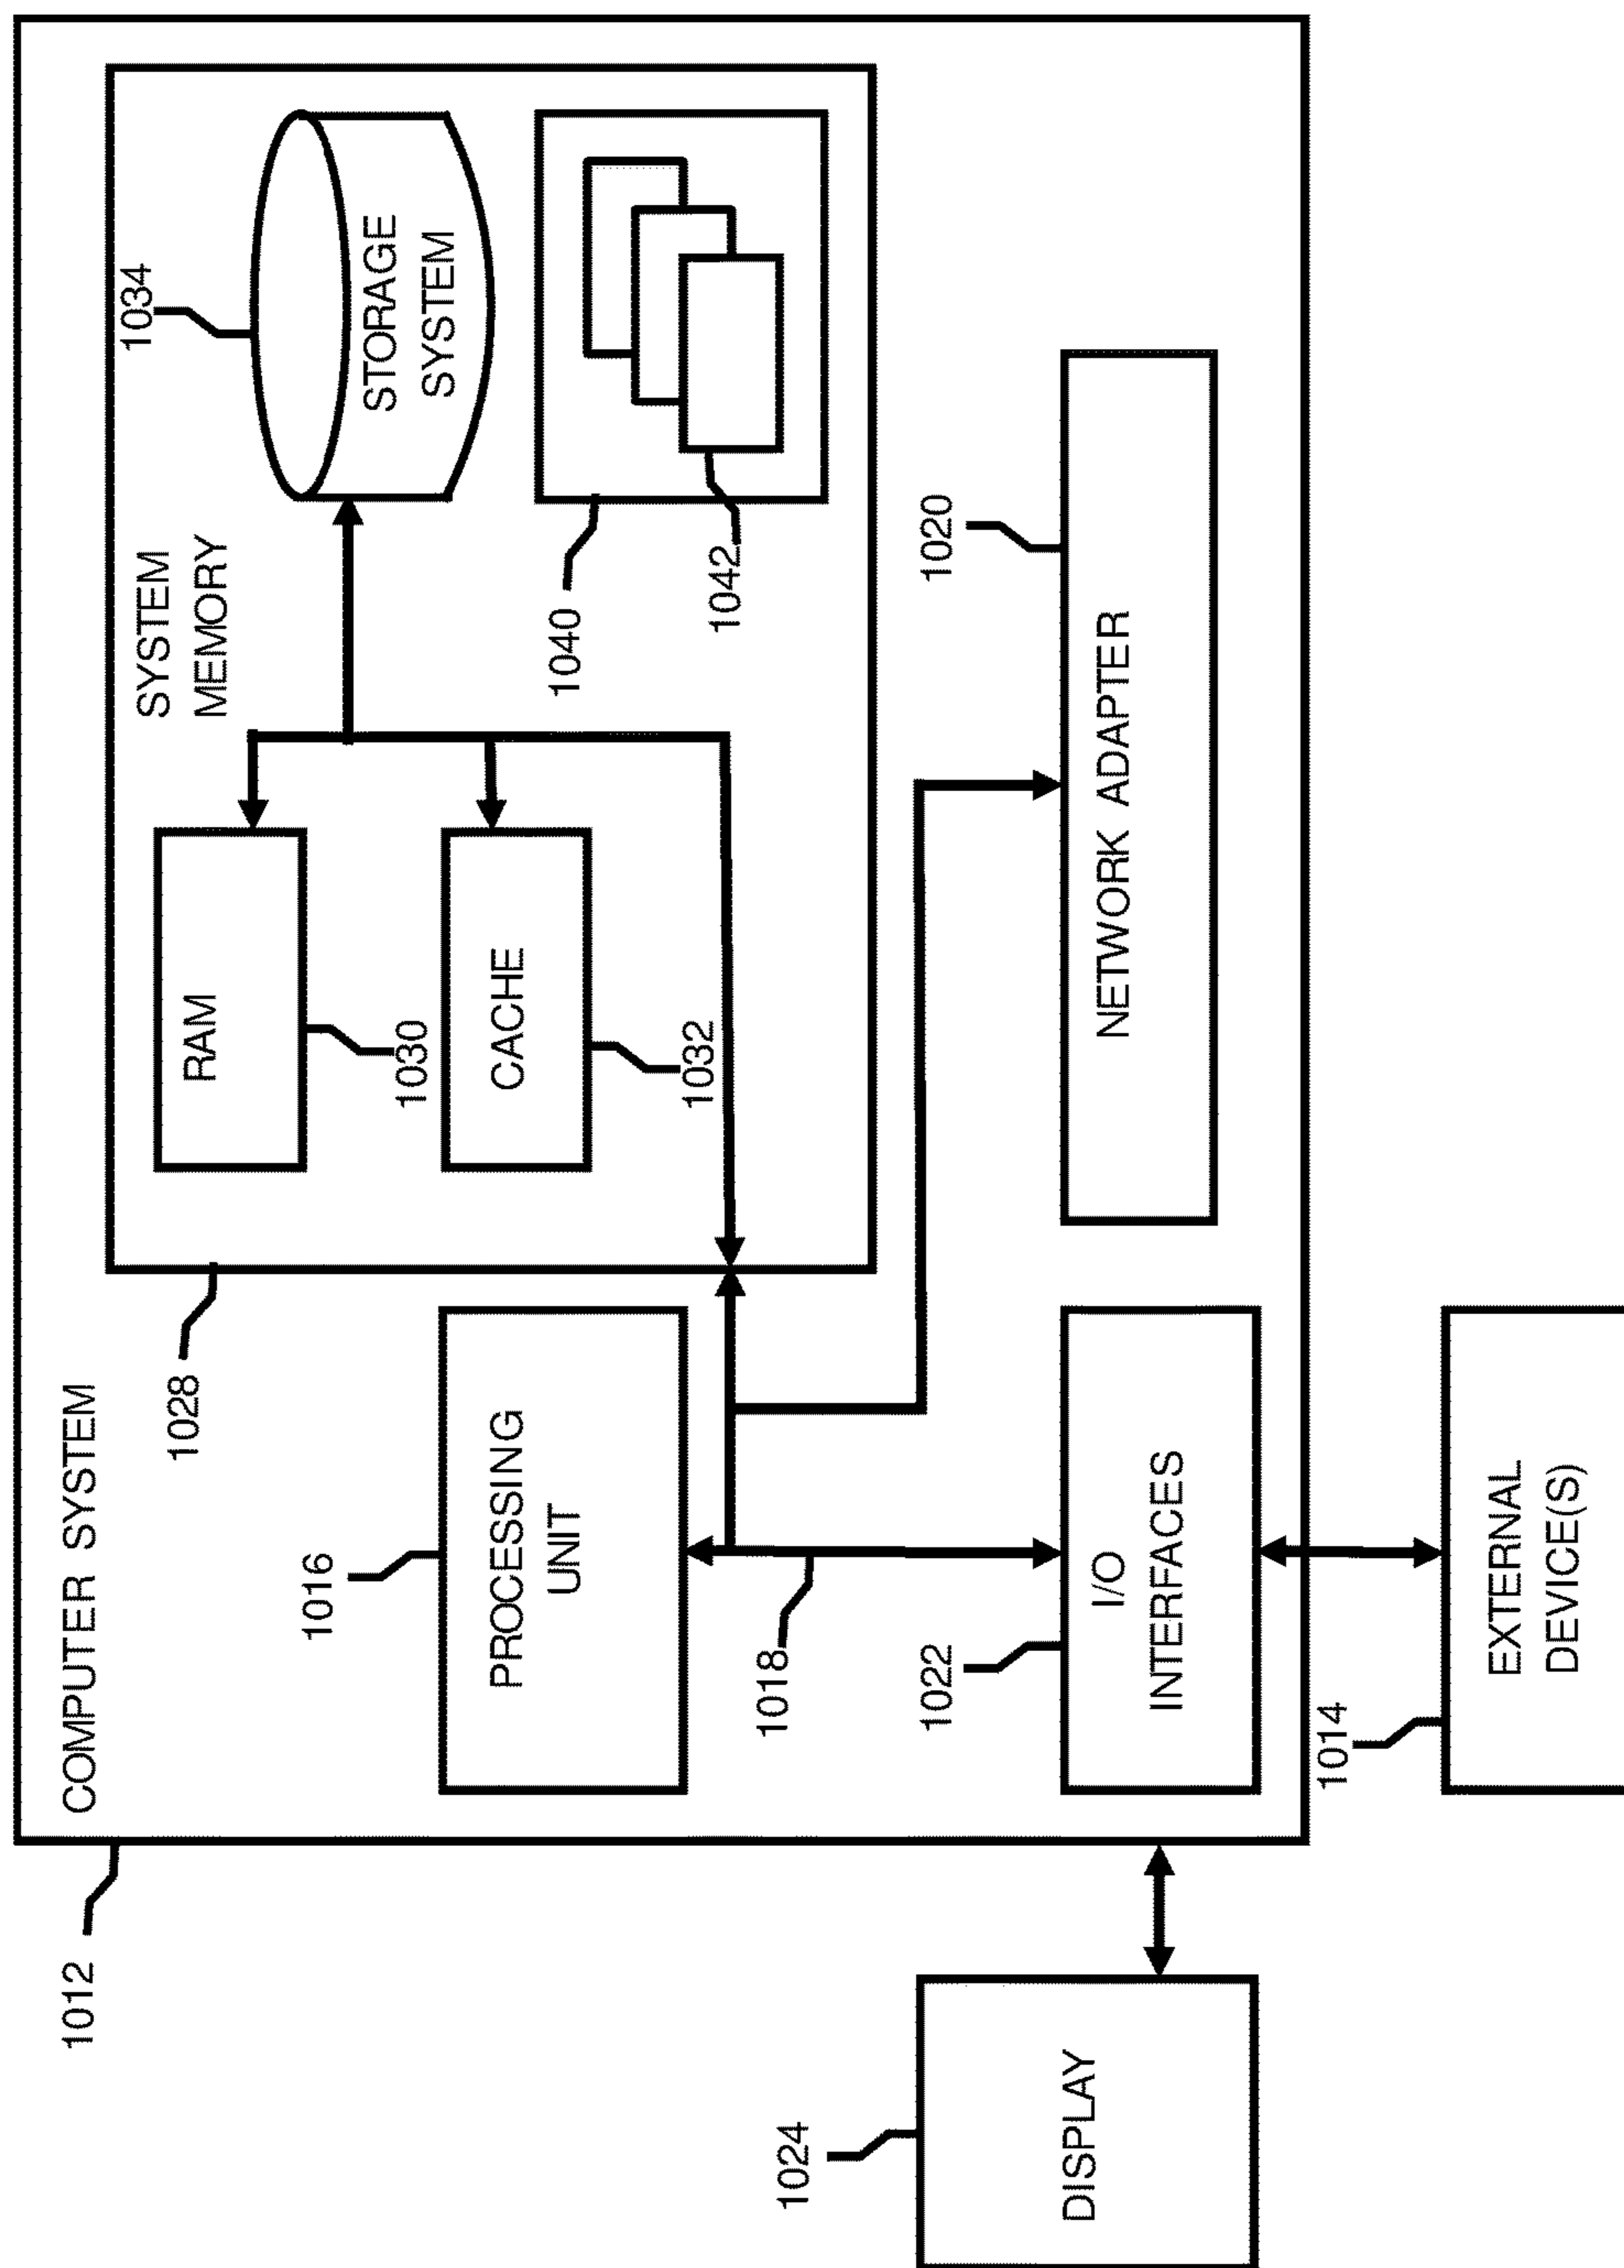 1012
COMPUTER SYSTEM
1028
SYSTEM
MEMORY
1034
RAM
1030
STORAGE
SYSTEM
1016
PROCESSING
UNIT
CACHE
1032
1040
1042
1018
1024
DISPLAY
1022
I/O
INTERFACES
1020
NETWORK ADAPTER
1014
EXTERNAL
DEVICE(S)